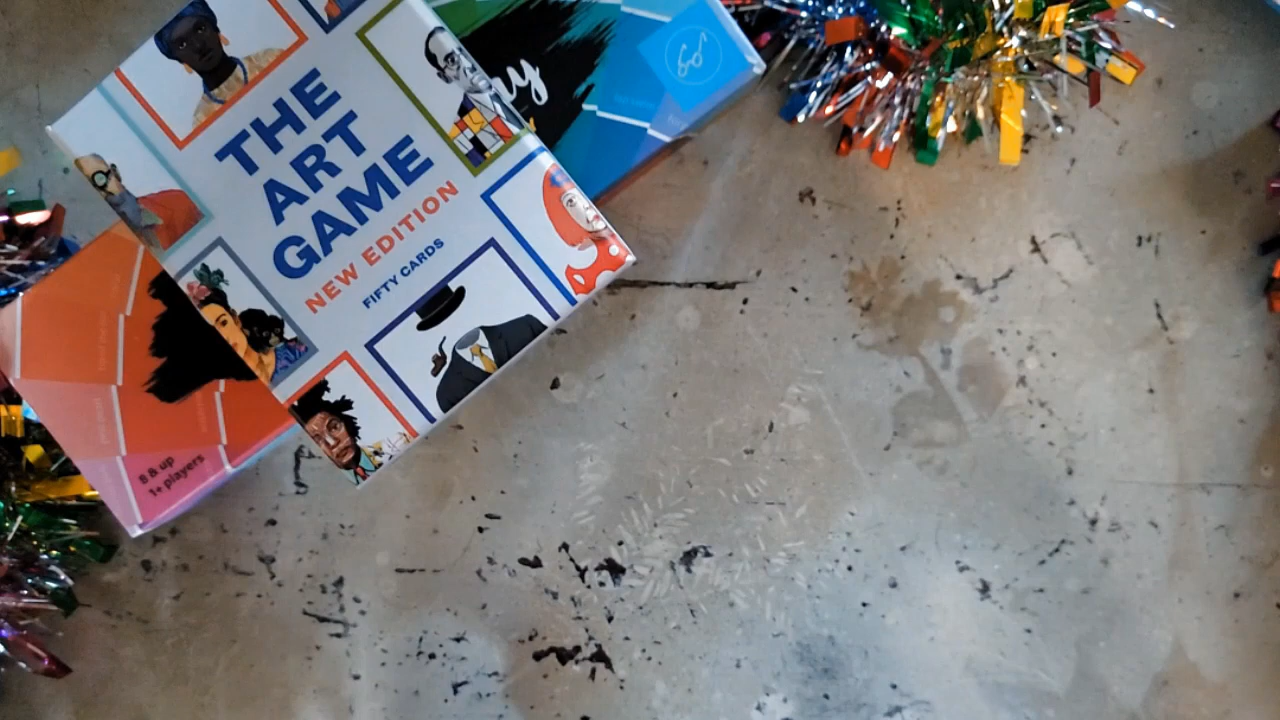 THE
ART
GAME
NEW EDITION
FIFTY CARDS
8 & up
1+ players